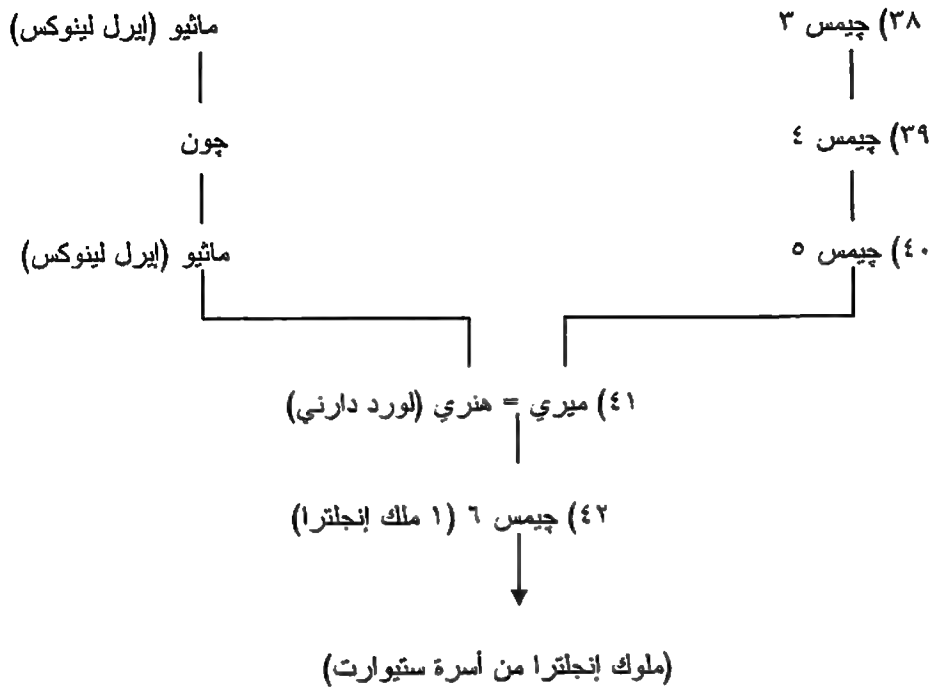 ٣٨) چيمس ٣
ماثيو (إيرل لينوكس)
٣٩) چيمس ٤
چون
٤٠) چيمس ٥
ماثيو (إيرل لينوكس)
٤١) ميري = هنري (لورد دارني)
٤٢) چيمس ٦ (١ ملك إنجلترا)
(ملوك إنجلترا من أسرة ستيوارت)